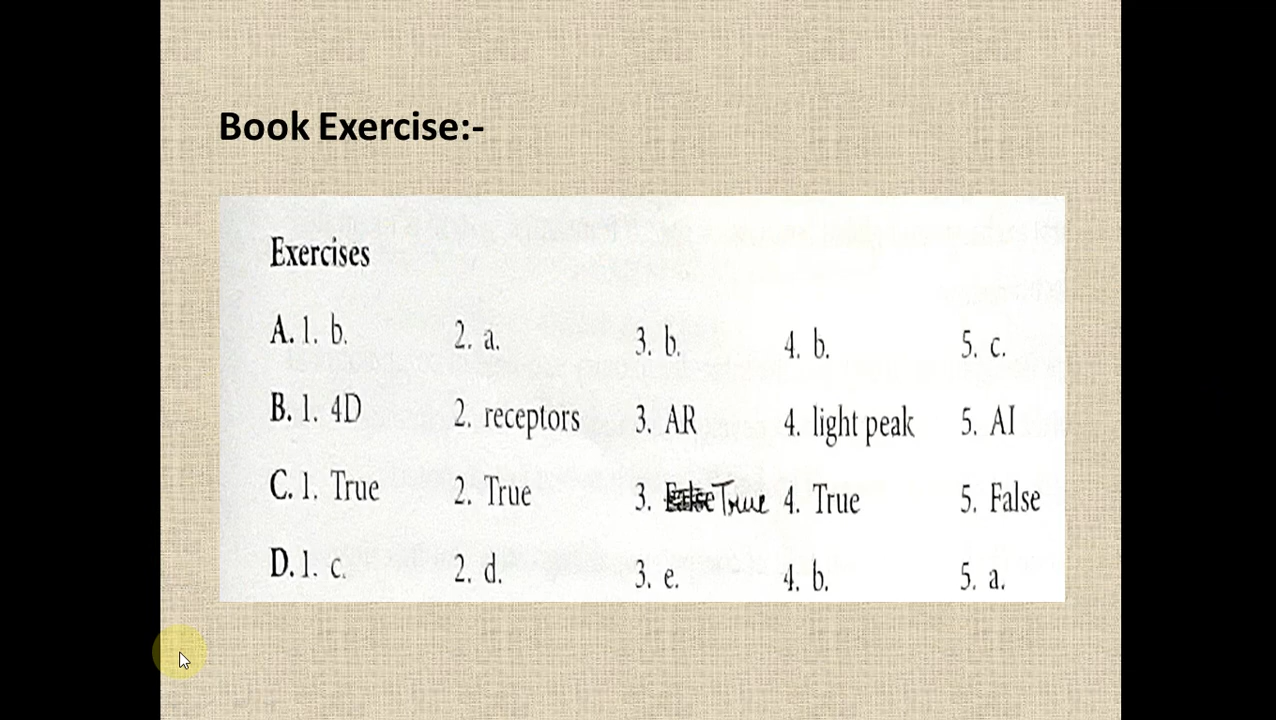 Book Exercise:-
Exercises
A. 1. b. 2. a. 3. b. 4. b. 5. c.
B. 1. 4D 2. receptors 3. AR 4. light peak 5. AI
C. 1. True 2. True 3. True 4. True 5. False
D. 1. c. 2. d. 3. e. 4. b. 5. a.